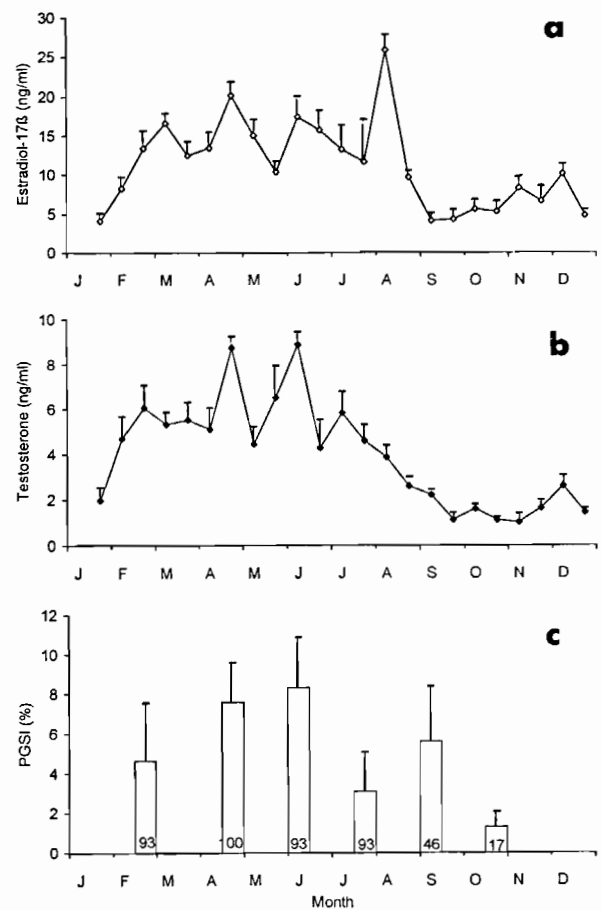 a
Estradiol-17ß (ng/ml)
30
25
20
15
10
5
0
J F M A M J J A S O N D
b
Testosterone (ng/ml)
10
8
6
4
2
0
J F M A M J J A S O N D
c
PGSI (%)
12
10
8
6
4
2
0
93 100 93 93 46 17
J F M A M J J A S O N D
Month